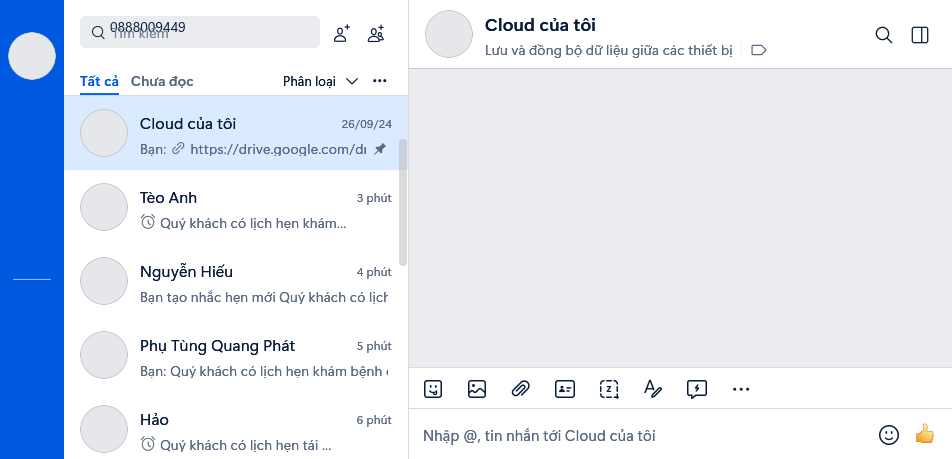 0888009449
Tìm kiếm
Tất cả Chưa đọc Phân loại
Cloud của tôi 26/09/24
Bạn: https://drive.google.com/dr
Tèo Anh 3 phút
Quý khách có lịch hẹn khám...
Nguyễn Hiếu 4 phút
Bạn tạo nhắc hẹn mới Quý khách có lịch
Phụ Tùng Quang Phát 5 phút
Bạn: Quý khách có lịch hẹn khám bệnh
Hảo 6 phút
Quý khách có lịch hẹn tái ...
Cloud của tôi
Lưu và đồng bộ dữ liệu giữa các thiết bị
Nhập @, tin nhắn tới Cloud của tôi